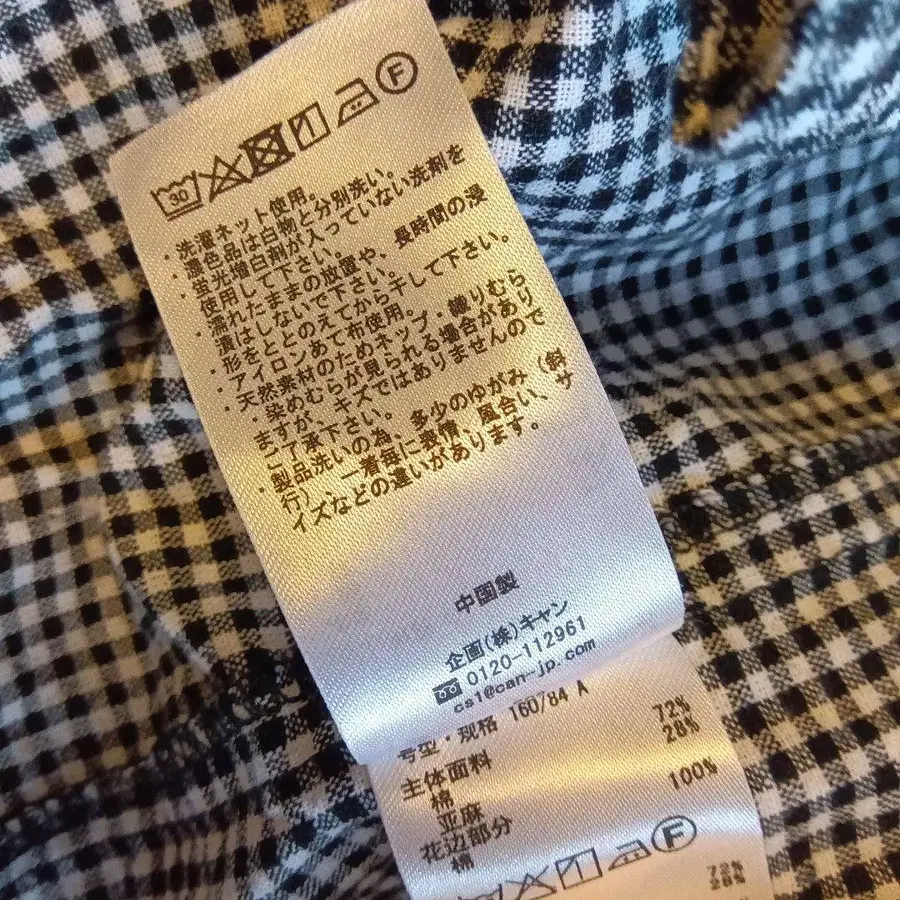 30 F
・洗濯ネット使用。
・濃色品は白物と分別洗い。
・蛍光増白剤が入っていない洗剤を
使用して下さい。
・濡れたままの放置や、長時間の浸
漬はしないで下さい。
・形をととのえてから干して下さい。
・アイロンあて布使用。
・天然素材のためネップ・織りむら
・染めむらが見られる場合があり
ますが、キズではありませんので
ご了承下さい。
・製品洗いの為、多少のゆがみ(斜
行)、一着毎に表情、風合い、サ
イズなどの違いがあります。
中国製
企画(株)キャン
0120-112961
cs1@can-jp.com
号型・规格 160/84 A
主体面料
棉 72%
亚麻 28%
花边部分
棉 100%
F
72%
28%